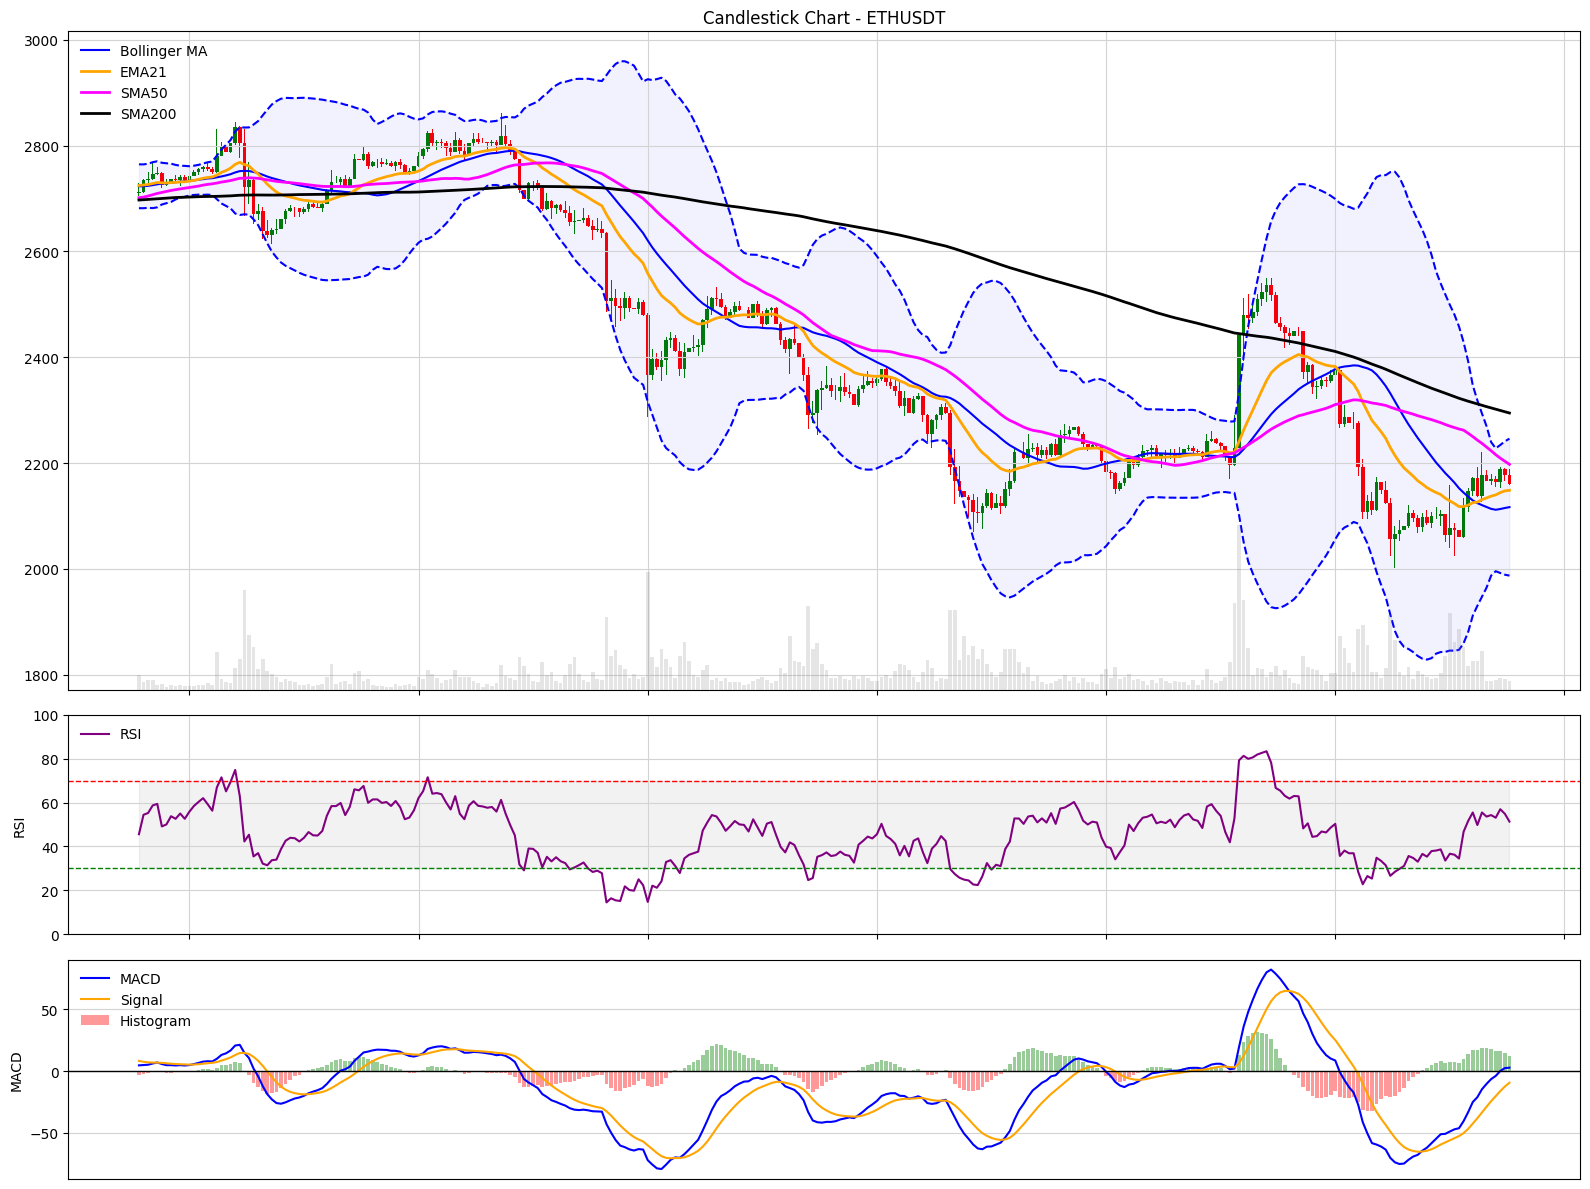 Candlestick Chart - ETHUSDT
3000
2800
2600
2400
2200
2000
1800
Bollinger MA
EMA21
SMA50
SMA200
100
80
60
40
20
0
RSI
RSI
50
0
−50
MACD
MACD
Signal
Histogram